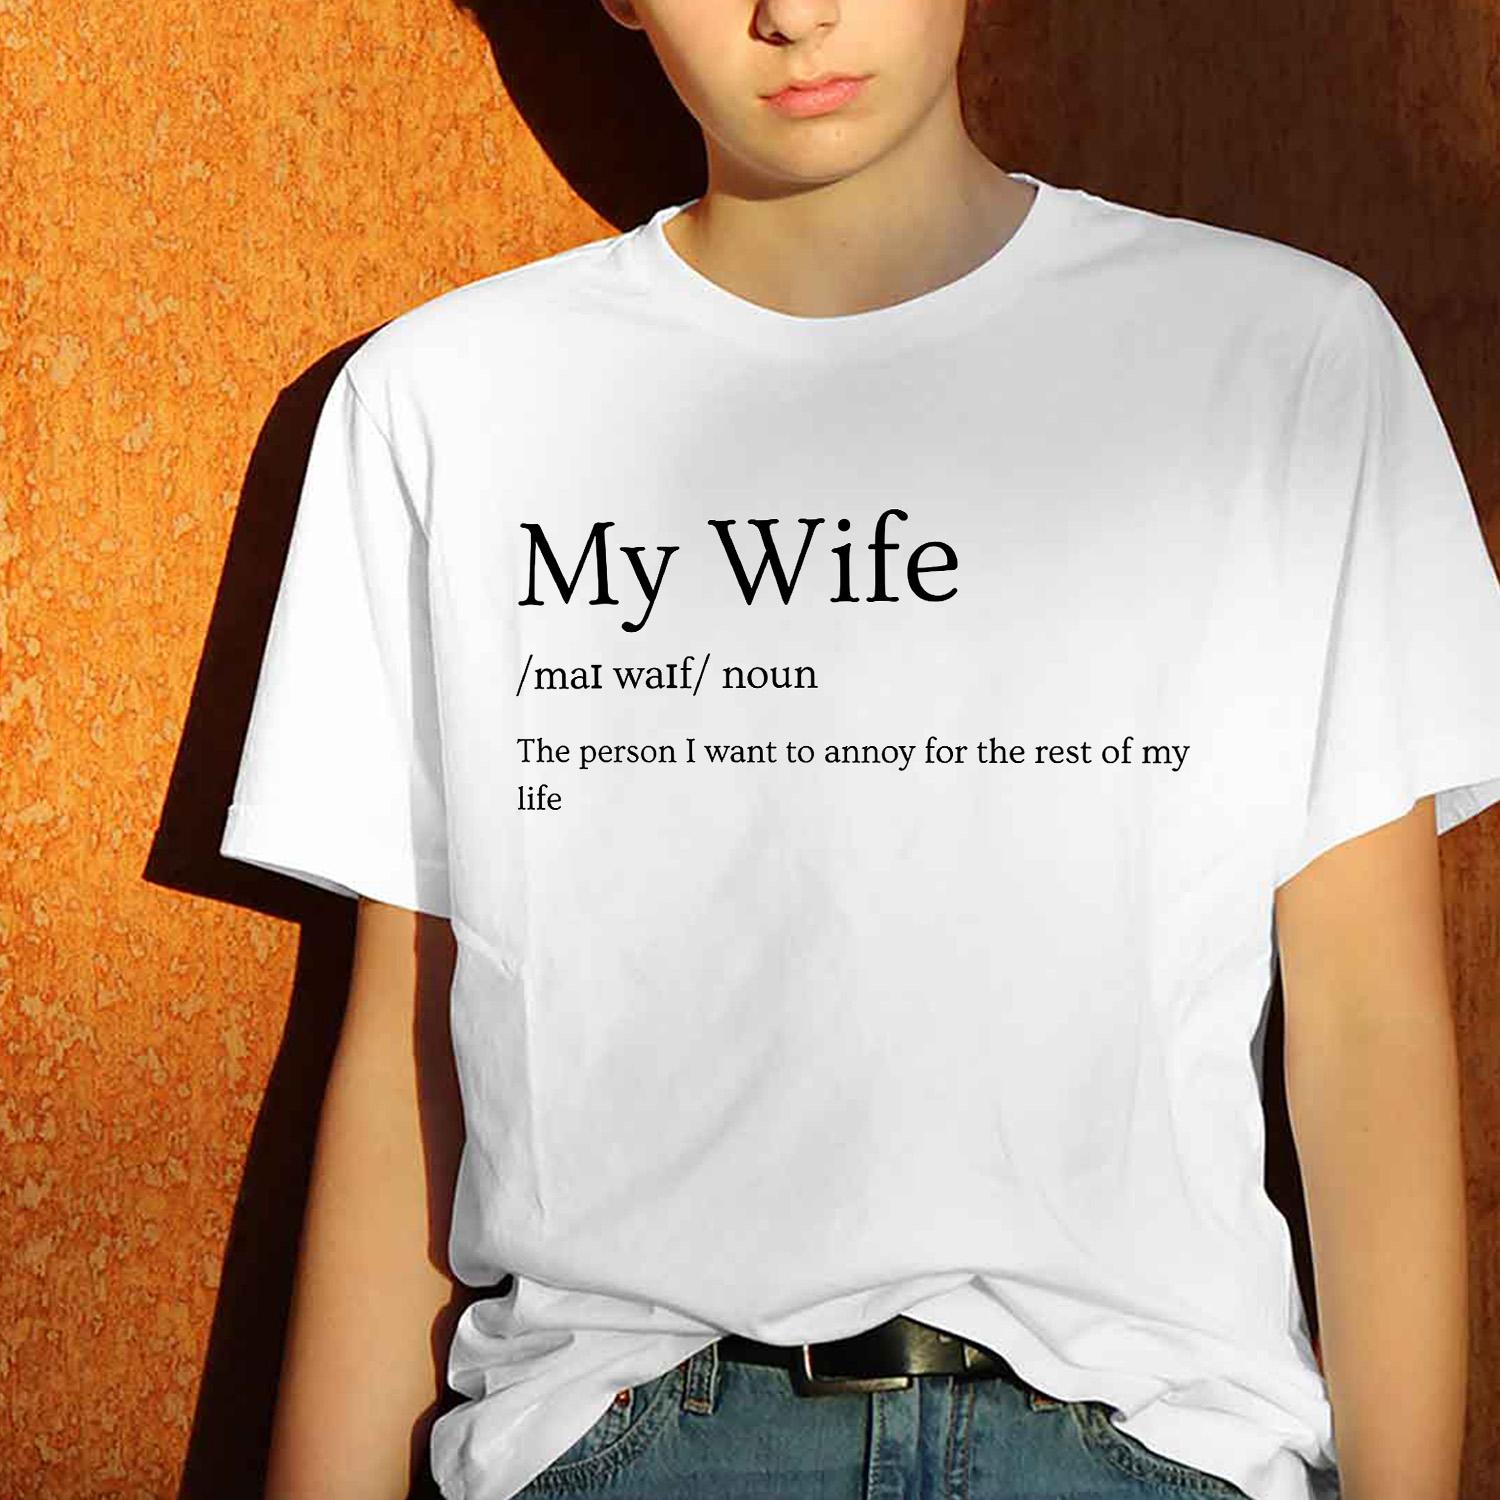 My Wife
/maɪ waɪf/ noun
The person I want to annoy for the rest of my
life